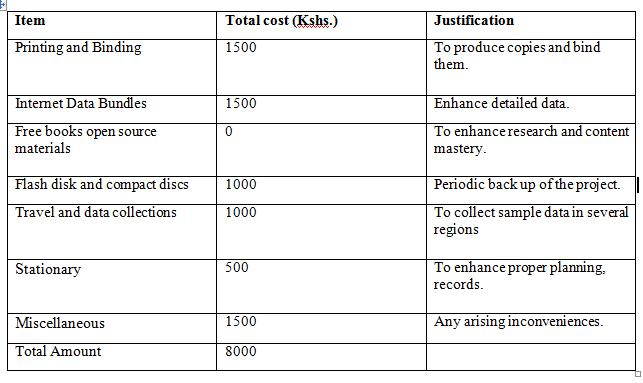 Item Total cost (Kshs.) Justification
Printing and Binding 1500 To produce copies and bind
them.
Internet Data Bundles 1500 Enhance detailed data.
Free books open source 0 To enhance research and content
materials mastery.
Flash disk and compact discs 1000 Periodic back up of the project.
Travel and data collections 1000 To collect sample data in several
regions
Stationary 500 To enhance proper planning,
records.
Miscellaneous 1500 Any arising inconveniences.
Total Amount 8000